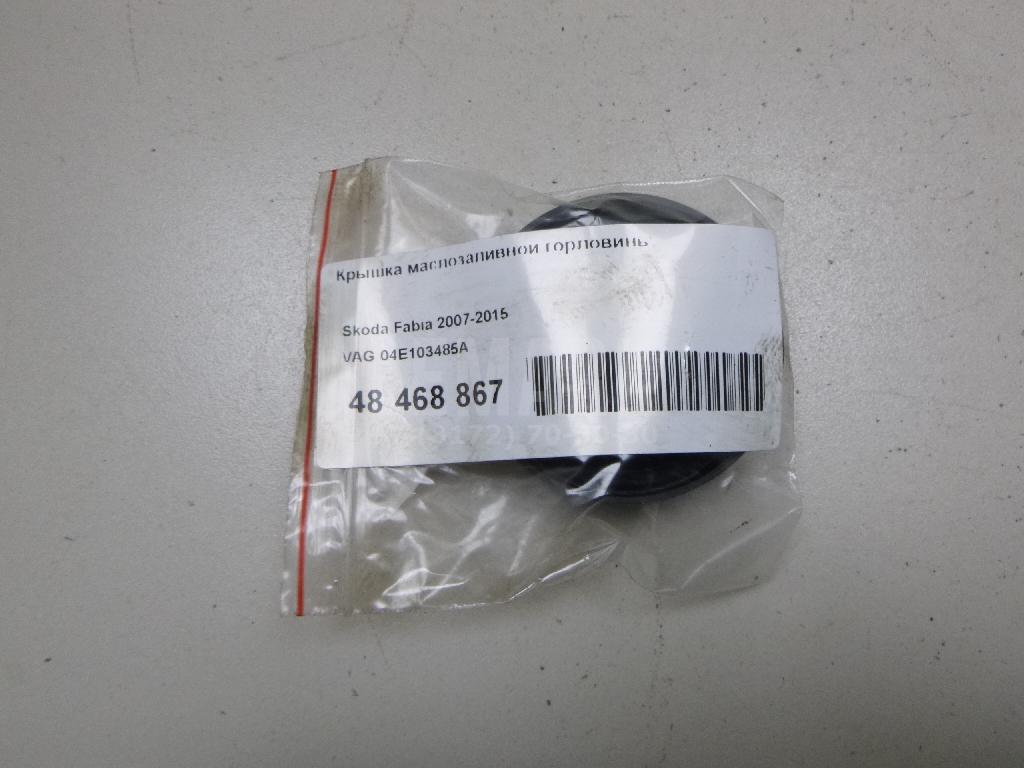 Крышка маслозаливной горловины
Skoda Fabia 2007-2015
VAG 04E103485A
48 468 867